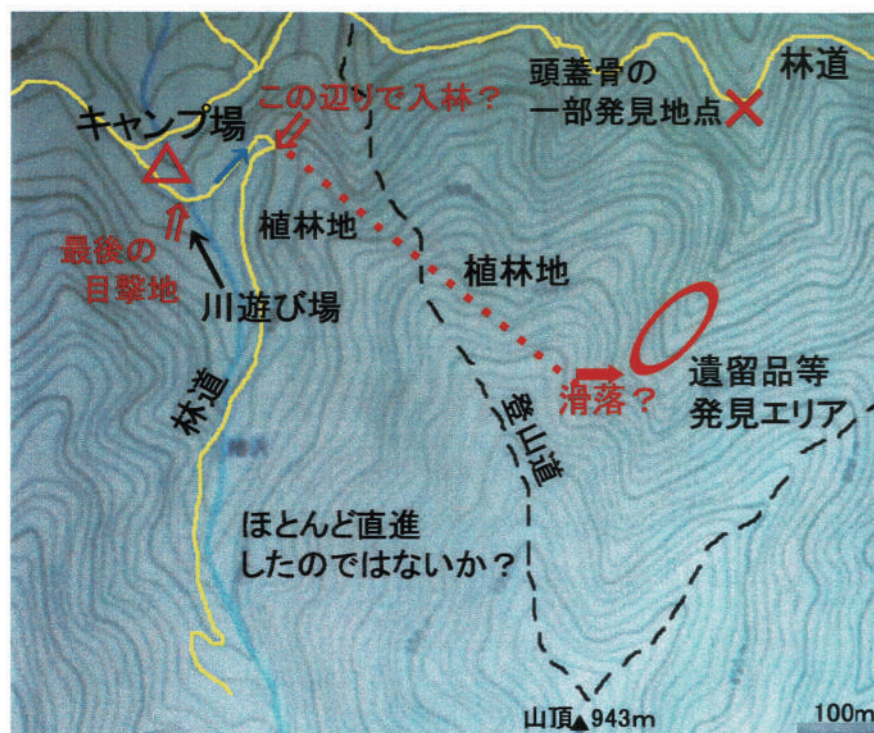 頭蓋骨の
一部発見地点
林道
この辺りで入林？
キャンプ場
植林地
最後の
目撃地
植林地
川遊び場
林道
遺留品等
発見エリア
滑落？
登山道
ほとんど直進
したのではないか？
山頂▲943m
100m